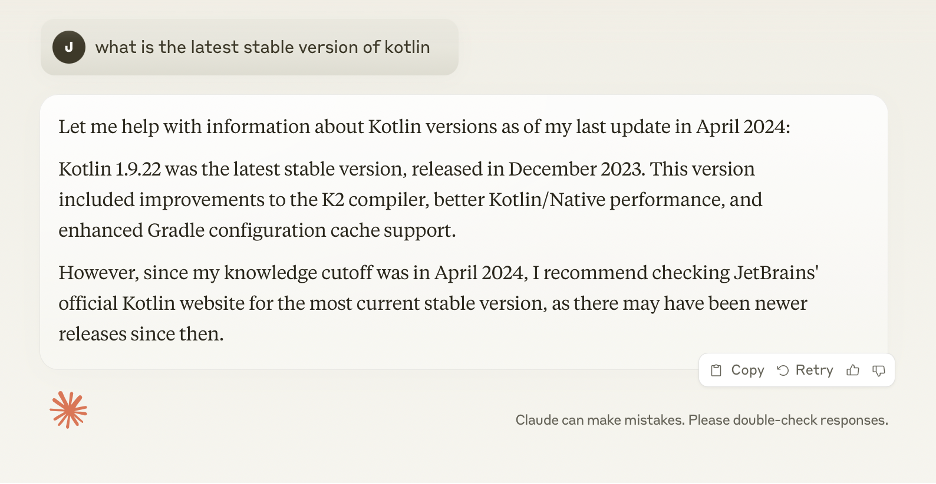 J
what is the latest stable version of kotlin
Let me help with information about Kotlin versions as of my last update in April 2024:
Kotlin 1.9.22 was the latest stable version, released in December 2023. This version
included improvements to the K2 compiler, better Kotlin/Native performance, and
enhanced Gradle configuration cache support.
However, since my knowledge cutoff was in April 2024, I recommend checking JetBrains'
official Kotlin website for the most current stable version, as there may have been newer
releases since then.
Copy Retry
Claude can make mistakes. Please double-check responses.